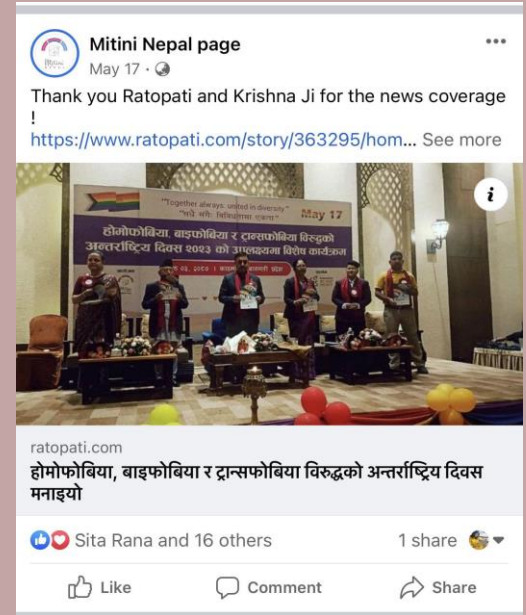 Mitini Nepal page
May 17
Thank you Ratopati and Krishna Ji for the news coverage
!
https://www.ratopati.com/story/363295/hom... See more
"Together always: united in diversity"
May 17
होमोफोबिया, बाइफोबिया र ट्रान्सफोबिया विरुद्धको
अन्तर्राष्ट्रिय दिवस २०२३ को उपलक्ष्यमा विशेष कार्यक्रम
ratopati.com
होमोफोबिया, बाइफोबिया र ट्रान्सफोबिया विरुद्धको अन्तर्राष्ट्रिय दिवस
मनाइयो
Sita Rana and 16 others
1 share
Like
Comment
Share